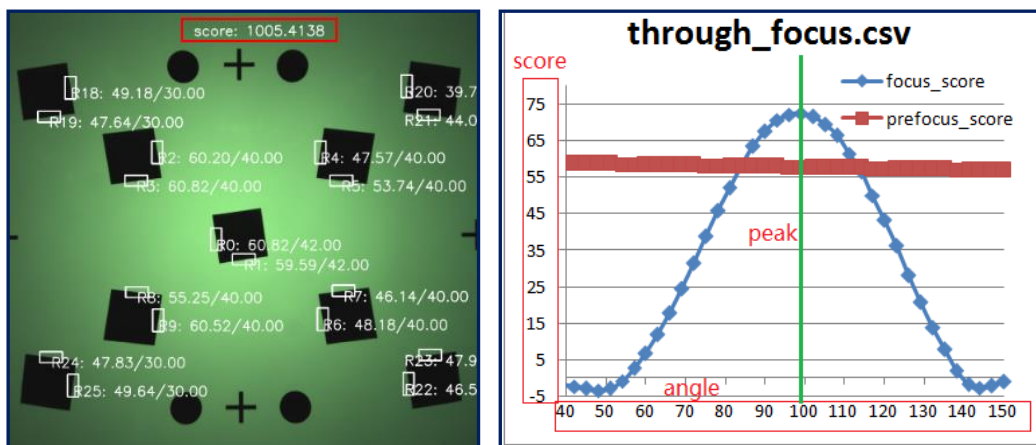 score: 1005.4138
R18: 49.18/30.00
R19: 47.64/30.00
R20: 39.7
R21: 44.0
R2: 60.20/40.00
R3: 60.82/40.00
R4: 47.57/40.00
R5: 53.74/40.00
R0: 60.82/42.00
R1: 59.59/42.00
R8: 55.25/40.00
R9: 60.52/40.00
R7: 46.14/40.00
R6: 48.18/40.00
R24: 47.83/30.00
R25: 49.64/30.00
R23: 47.9
R22: 46.5
through_focus.csv
score
focus_score
prefocus_score
75
65
55
45
35
25
15
5
-5
peak
angle
40 50 60 70 80 90 100 110 120 130 140 150